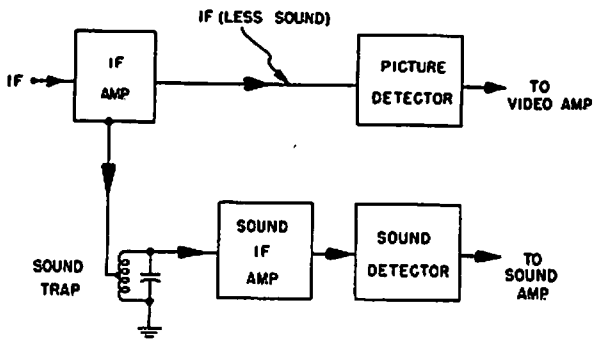 IF (LESS SOUND)
IF
IF
AMP
PICTURE
DETECTOR
TO
VIDEO AMP
SOUND
TRAP
SOUND
IF
AMP
SOUND
DETECTOR
TO
SOUND
AMP.